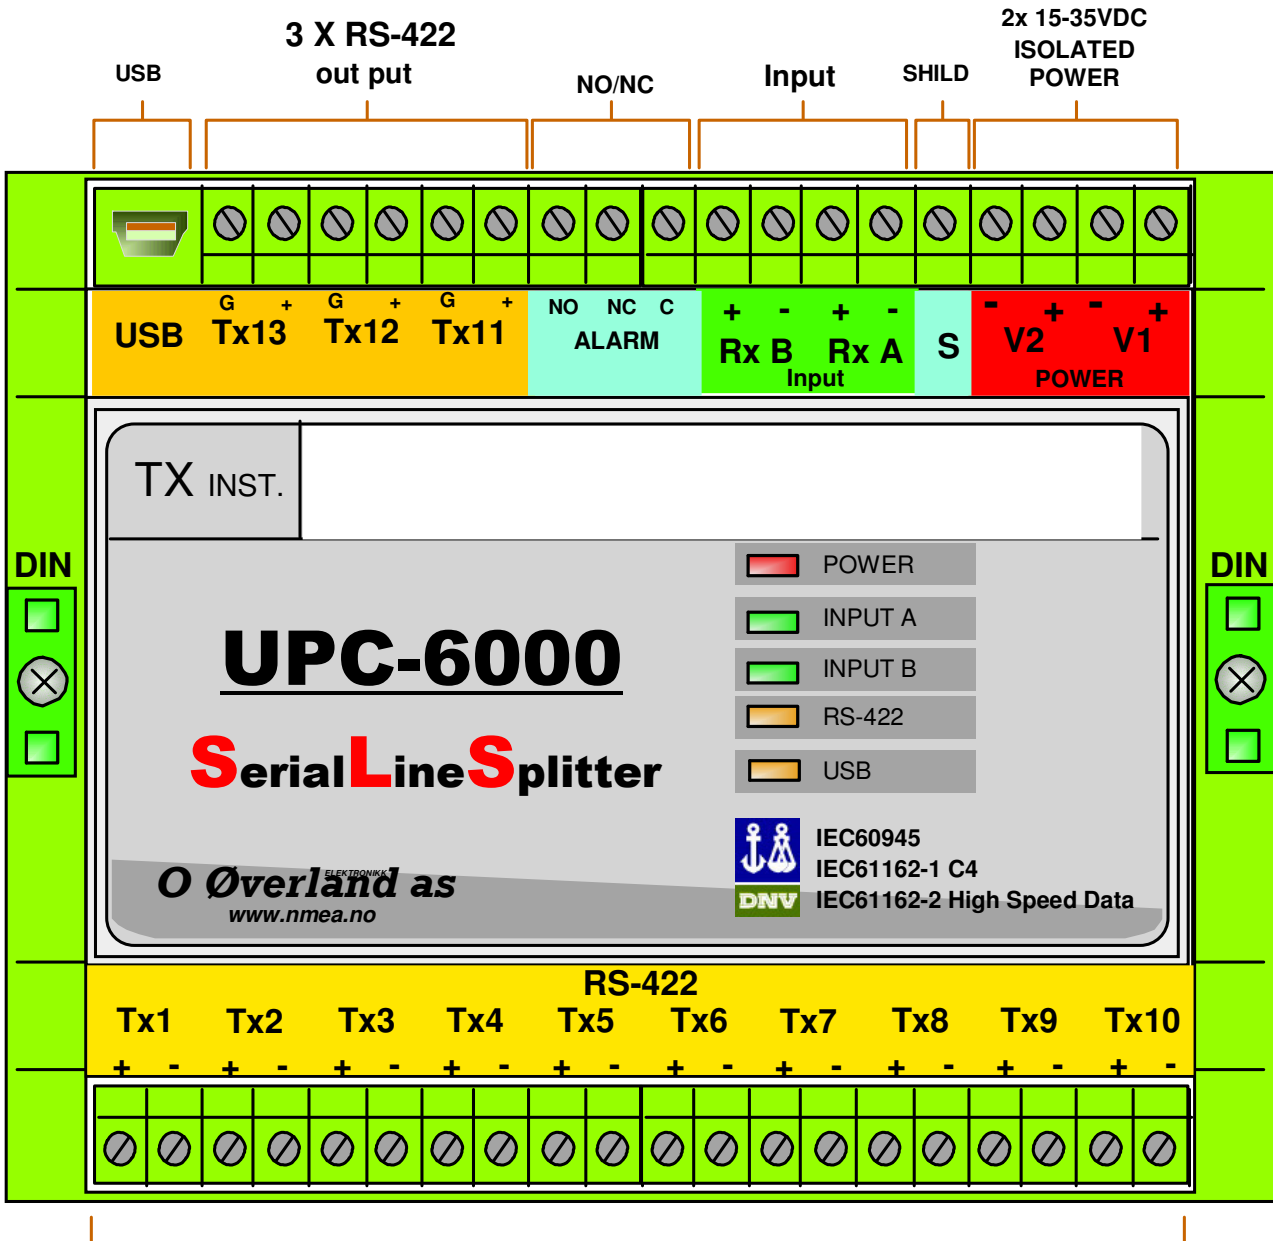 2x 15-35VDC
ISOLATED
POWER
3 X RS-422
out put
USB
NO/NC
Input
SHILD
G + G + G + NO NC C + - + - - + - +
USB Tx13 Tx12 Tx11 ALARM Rx B Rx A S V2 V1
Input POWER
TX INST.
DIN
DIN
POWER
INPUT A
INPUT B
RS-422
USB
UPC-6000
SerialLineSplitter
IEC60945
IEC61162-1 C4
IEC61162-2 High Speed Data
DNV
ELEKTRONIKK
O Øverland as
www.nmea.no
RS-422
Tx1 Tx2 Tx3 Tx4 Tx5 Tx6 Tx7 Tx8 Tx9 Tx10
+ - + - + - + - + - + - + - + - + - + -